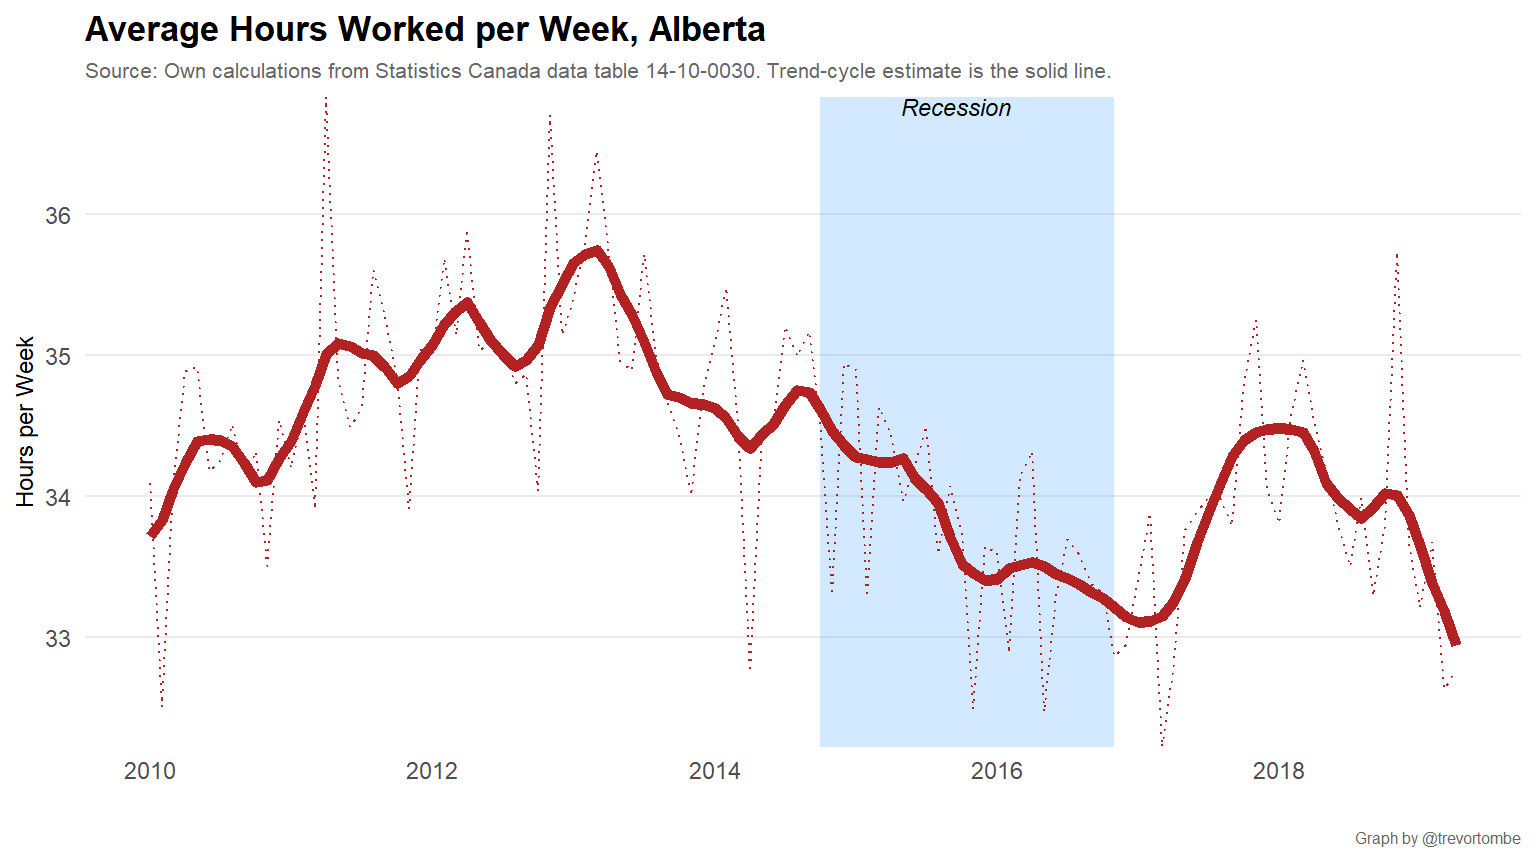 Average Hours Worked per Week, Alberta
Source: Own calculations from Statistics Canada data table 14-10-0030. Trend-cycle estimate is the solid line.
Recession
Hours per Week
36
35
34
33
2010 2012 2014 2016 2018
Graph by @trevortombe